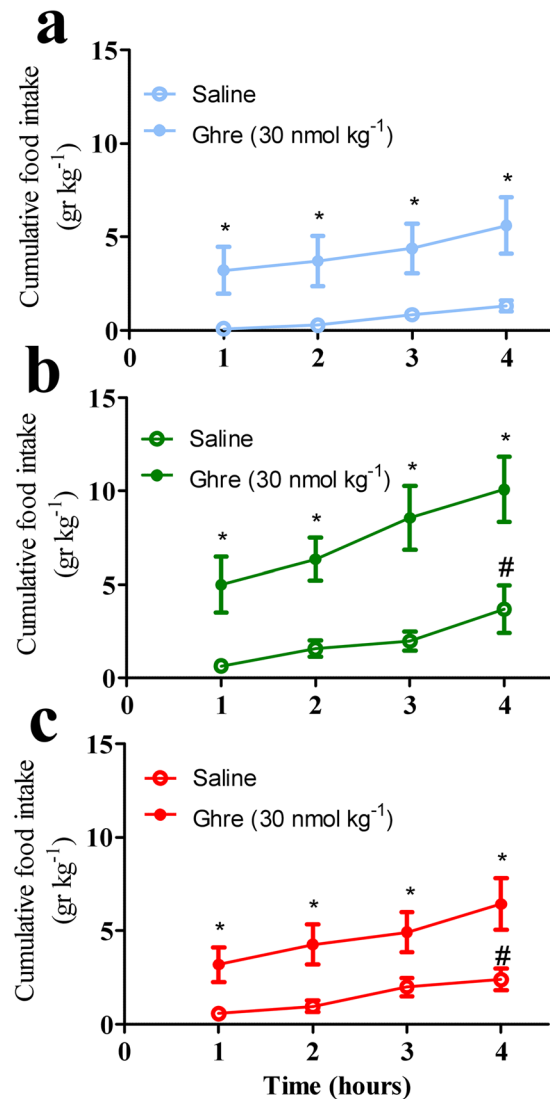 a
Cumulative food intake
(gr kg⁻¹)
15
10
5
0
Saline
Ghre (30 nmol kg⁻¹)
*
*
*
*
0 1 2 3 4
b
Cumulative food intake
(gr kg⁻¹)
15
10
5
0
Saline
Ghre (30 nmol kg⁻¹)
*
*
*
*
#
0 1 2 3 4
c
Cumulative food intake
(gr kg⁻¹)
15
10
5
0
Saline
Ghre (30 nmol kg⁻¹)
*
*
*
*
#
0 1 2 3 4
Time (hours)